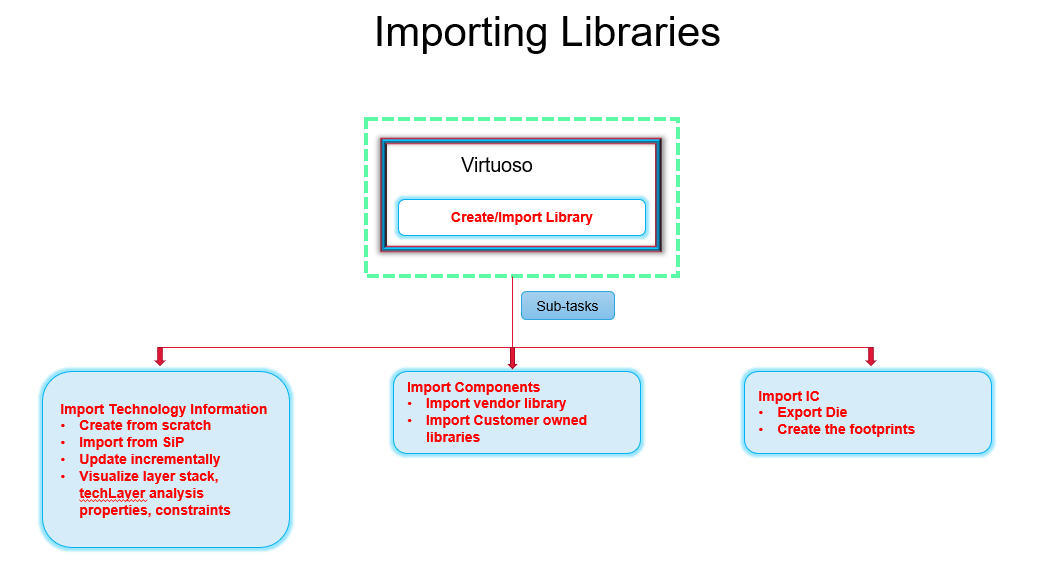 Importing Libraries
Virtuoso
Create/Import Library
Sub-tasks
Import Technology Information
• Create from scratch
• Import from SiP
• Update incrementally
• Visualize layer stack,
techLayer analysis
properties, constraints
Import Components
• Import vendor library
• Import Customer owned
libraries
Import IC
• Export Die
• Create the footprints